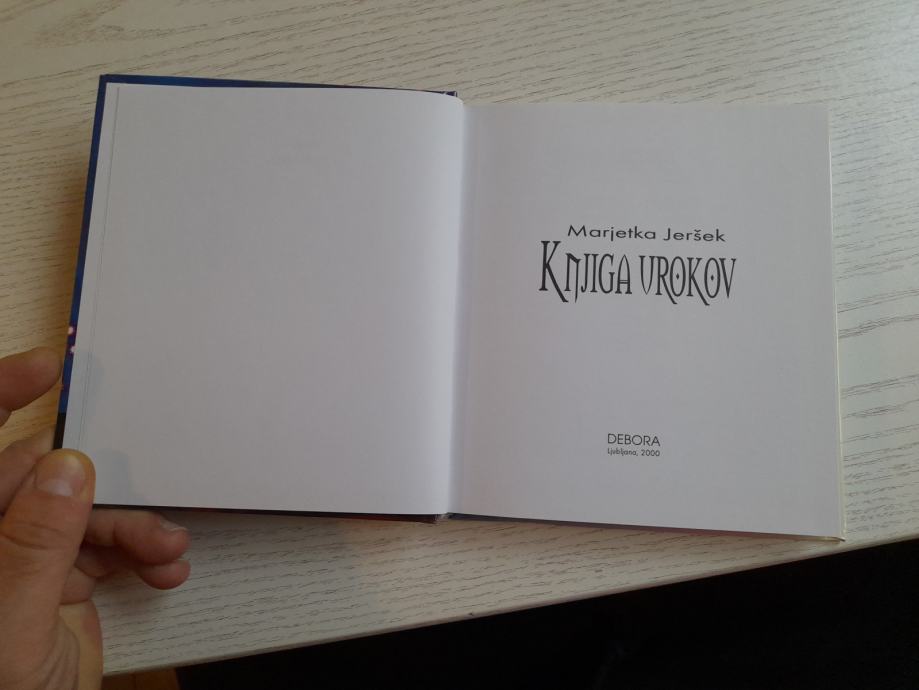 Marjetka Jeršek
KNJIGA UROKOV
DEBORA
Ljubljana, 2000